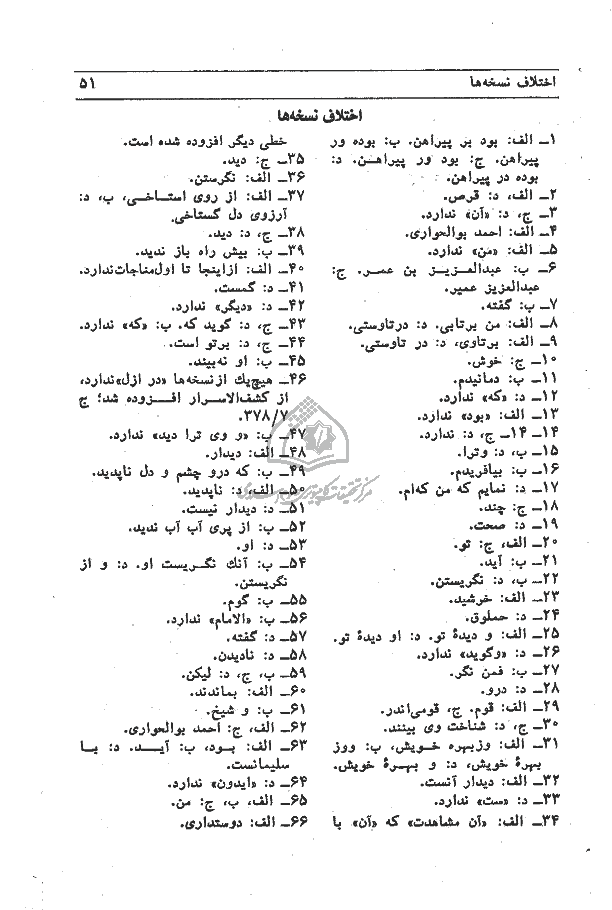 اختلاف نسخه‌ها
۵۱
اختلاف نسخه‌ها
۱ـ الف: بود بر پیراهن. ب: بوده ور
پیراهن. ج: بود ور پیراهن. د:
بوده در پیراهن.
۲ـ الف، د: قرص.
۳ـ ج، د: «آن» ندارد.
۴ـ الف: احمد بوالحواری.
۵ـ الف: «من» ندارد.
۶ـ ب: عبدالعزیز بن عمر. ج:
عبدالعزیز عمیر.
۷ـ ب: گفته.
۸ـ الف: من برتابی. د: درتاوستی.
۹ـ الف: برتاوی، د: در تاوستی.
۱۰ـ ج: خوش.
۱۱ـ ب: دمانیدم.
۱۲ـ د: «که» ندارد.
۱۳ـ الف: «بود» ندارد.
۱۴ـ ۱۴ـ ج، د: ندارد.
۱۵ـ ب، د: وترا.
۱۶ـ ب: بیافریدم.
۱۷ـ د: نمایم که من که‌ام.
۱۸ـ ج: چند.
۱۹ـ د: صحت.
۲۰ـ الف، ج: تو.
۲۱ـ ب: آید.
۲۲ـ ب، د: نگریستن.
۲۳ـ الف: خرشید.
۲۴ـ د: حملوق.
۲۵ـ الف: و دیدهٔ تو. د: او دیدهٔ تو.
۲۶ـ د: «وگوید» ندارد.
۲۷ـ ب: فمن نگر.
۲۸ـ د: درو.
۲۹ـ الف: قوم. ج، قومی‌اندر.
۳۰ـ ج، د: شناخت وی بینند.
۳۱ـ الف: وزبهره خویش، ب: ووز
بهرهٔ خویش، د: و بهرهٔ خویش.
۳۲ـ الف: دیدار آنست.
۳۳ـ د: «ست» ندارد.
۳۴ـ الف: «آن مشاهدت» که «آن» با
خطی دیگر افزوده شده است.
۳۵ـ ج: دید.
۳۶ـ الف: نگرستن.
۳۷ـ الف: از روی استاخی، ب، د:
آرزوی دل گستاخی.
۳۸ـ ج، د: دید.
۳۹ـ ب: بیش راه باز ندید.
۴۰ـ الف: ازاینجا تا اول‌مناجات‌ندارد.
۴۱ـ د: گمست.
۴۲ـ د: «دیگر» ندارد.
۴۳ـ ج، د: گوید که. ب: «که» ندارد.
۴۴ـ ج، د: برتو است.
۴۵ـ ب: او نه‌بیند.
۴۶ـ هیچ‌یك از نسخه‌ها «در ازل»ندارد،
از کشف‌الاسرار افزوده شد؛ ج
۳۷۸/۷.
۴۷ـ ب: «و وی ترا دید» ندارد.
۴۸ـ الف: دیدار.
۴۹ـ ب: که درو چشم و دل ناپدید.
۵۰ـ الف، د: ناپدید.
۵۱ـ د: دیدار نیست.
۵۲ـ ب: از پری آب آب ندید.
۵۳ـ د: او.
۵۴ـ ب: آنك نگریست او. د: و از
نگریستن.
۵۵ـ ب: گوم.
۵۶ـ ب: «الامام» ندارد.
۵۷ـ د: گفته.
۵۸ـ د: نادیدن.
۵۹ـ ب، ج، د: لیکن.
۶۰ـ الف: بماندند.
۶۱ـ ب: و شیخ.
۶۲ـ الف، ج: احمد بوالحواری.
۶۳ـ الف: بود، ب: آید. د: با
سلیمانست.
۶۴ـ د: «ایدون» ندارد.
۶۵ـ الف، ب، ج: من.
۶۶ـ الف: دوستداری.